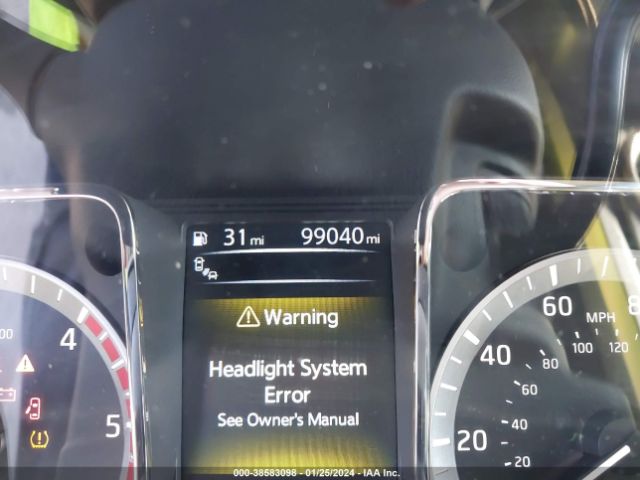 31 mi 99040 mi
Warning
Headlight System
Error
See Owner's Manual
4
5
60
80
MPH
40
20
120
100
80
60
40
20
000-38583098 - 01/25/2024 - IAA Inc.